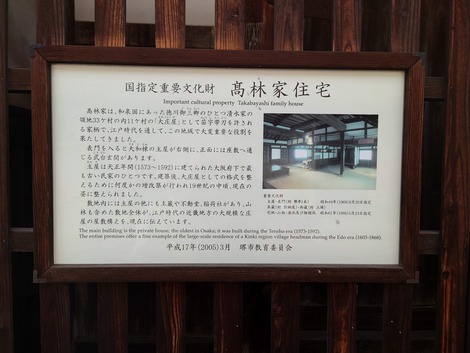 国指定重要文化財　髙林家住宅
Important cultural property Takabayashi family house
髙林家は、和泉国にあった徳川御三卿のひとつ清水家の
領地33ケ村の内11ケ村の「大庄屋」として苗字帯刀を許され
る家柄で、江戸時代を通して、この地域で大変重要な役割を
果たしてきました。
表門を入ると大和棟の主屋が右側に、正面には座敷へ通
じる式台玄関があります。
主屋は天正年間(1573～1592)に建てられた大阪府下で最
も古い民家のひとつです。建築後、大庄屋としての格式を整
えるために何度かの増改築が行われ19世紀の中頃、現在の
姿に整えられました。
敷地内には主屋の他にも土蔵や不動堂、稲荷社があり、山
林も含めた敷地全体が、江戸時代の近畿地方の大規模な庄
屋の屋敷構えを、現在に伝えています。
重要文化財
The main building is the private house, the oldest in Osaka; it was built during the Tensho era (1573-1592).
The entire premises offer a fine example of the large-scale residence of a Kinki region village headman during the Edo era (1603-1868).
平成17年(2005)3月　堺市教育委員会